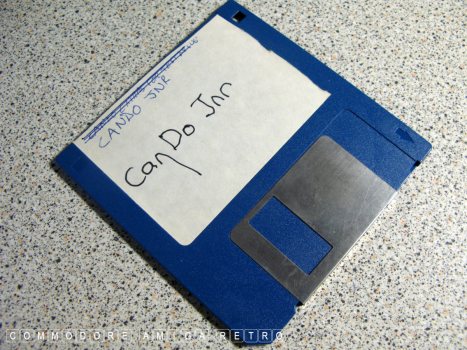 CANDO JNR
CanDo Jnr
COMMODORE AMIGA RETRO